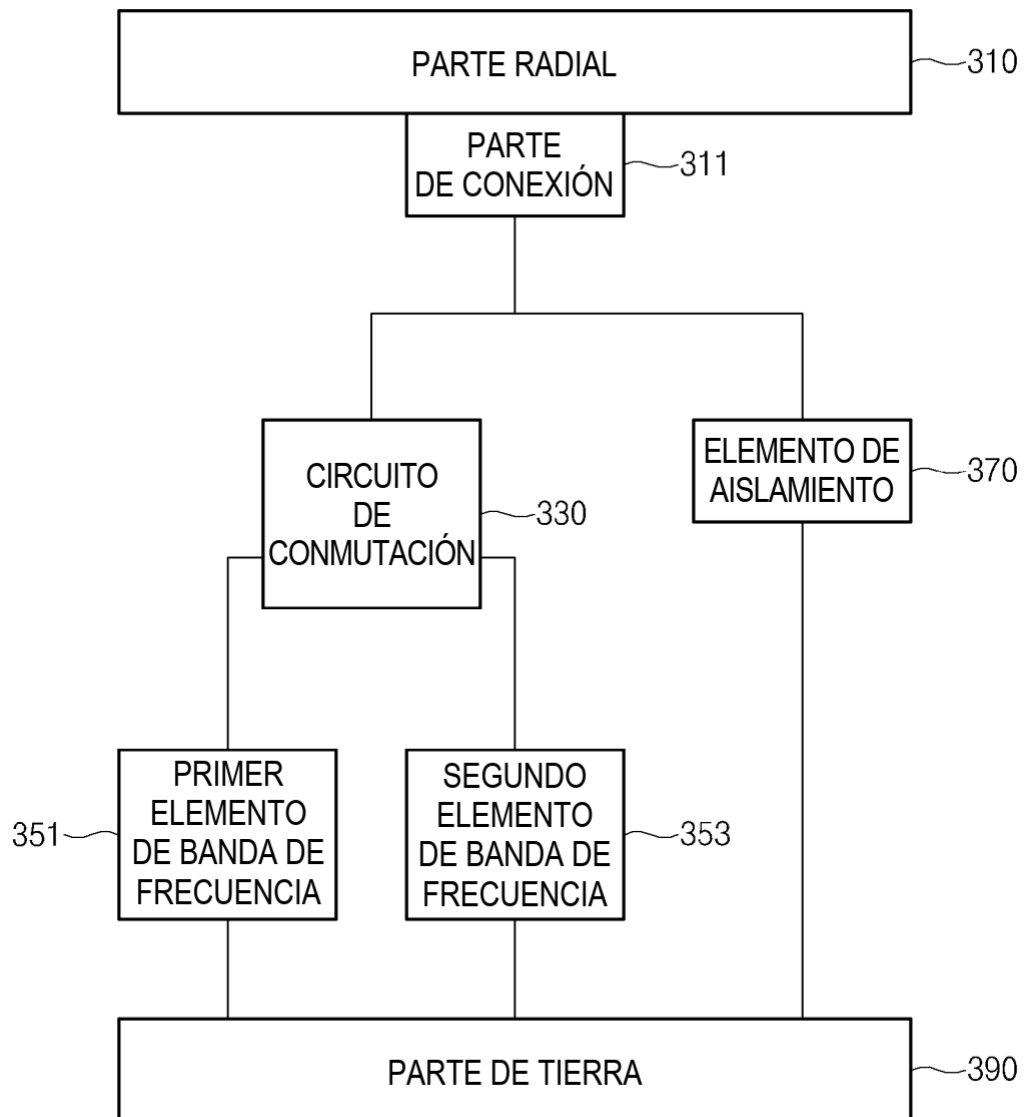 PARTE RADIAL
310
PARTE
DE CONEXIÓN
311
CIRCUITO
DE
CONMUTACIÓN
330
ELEMENTO DE
AISLAMIENTO
370
PRIMER
ELEMENTO
DE BANDA DE
FRECUENCIA
351
SEGUNDO
ELEMENTO
DE BANDA DE
FRECUENCIA
353
PARTE DE TIERRA
390